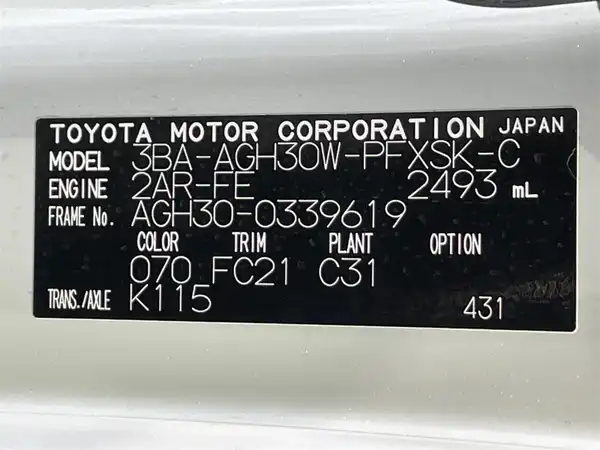 TOYOTA MOTOR CORPORATION JAPAN
MODEL 3BA-AGH30W-PFXSK-C
ENGINE 2AR-FE 2493 mL
FRAME No. AGH30-0339619
COLOR TRIM PLANT OPTION
070 FC21 C31
TRANS./AXLE K115 431